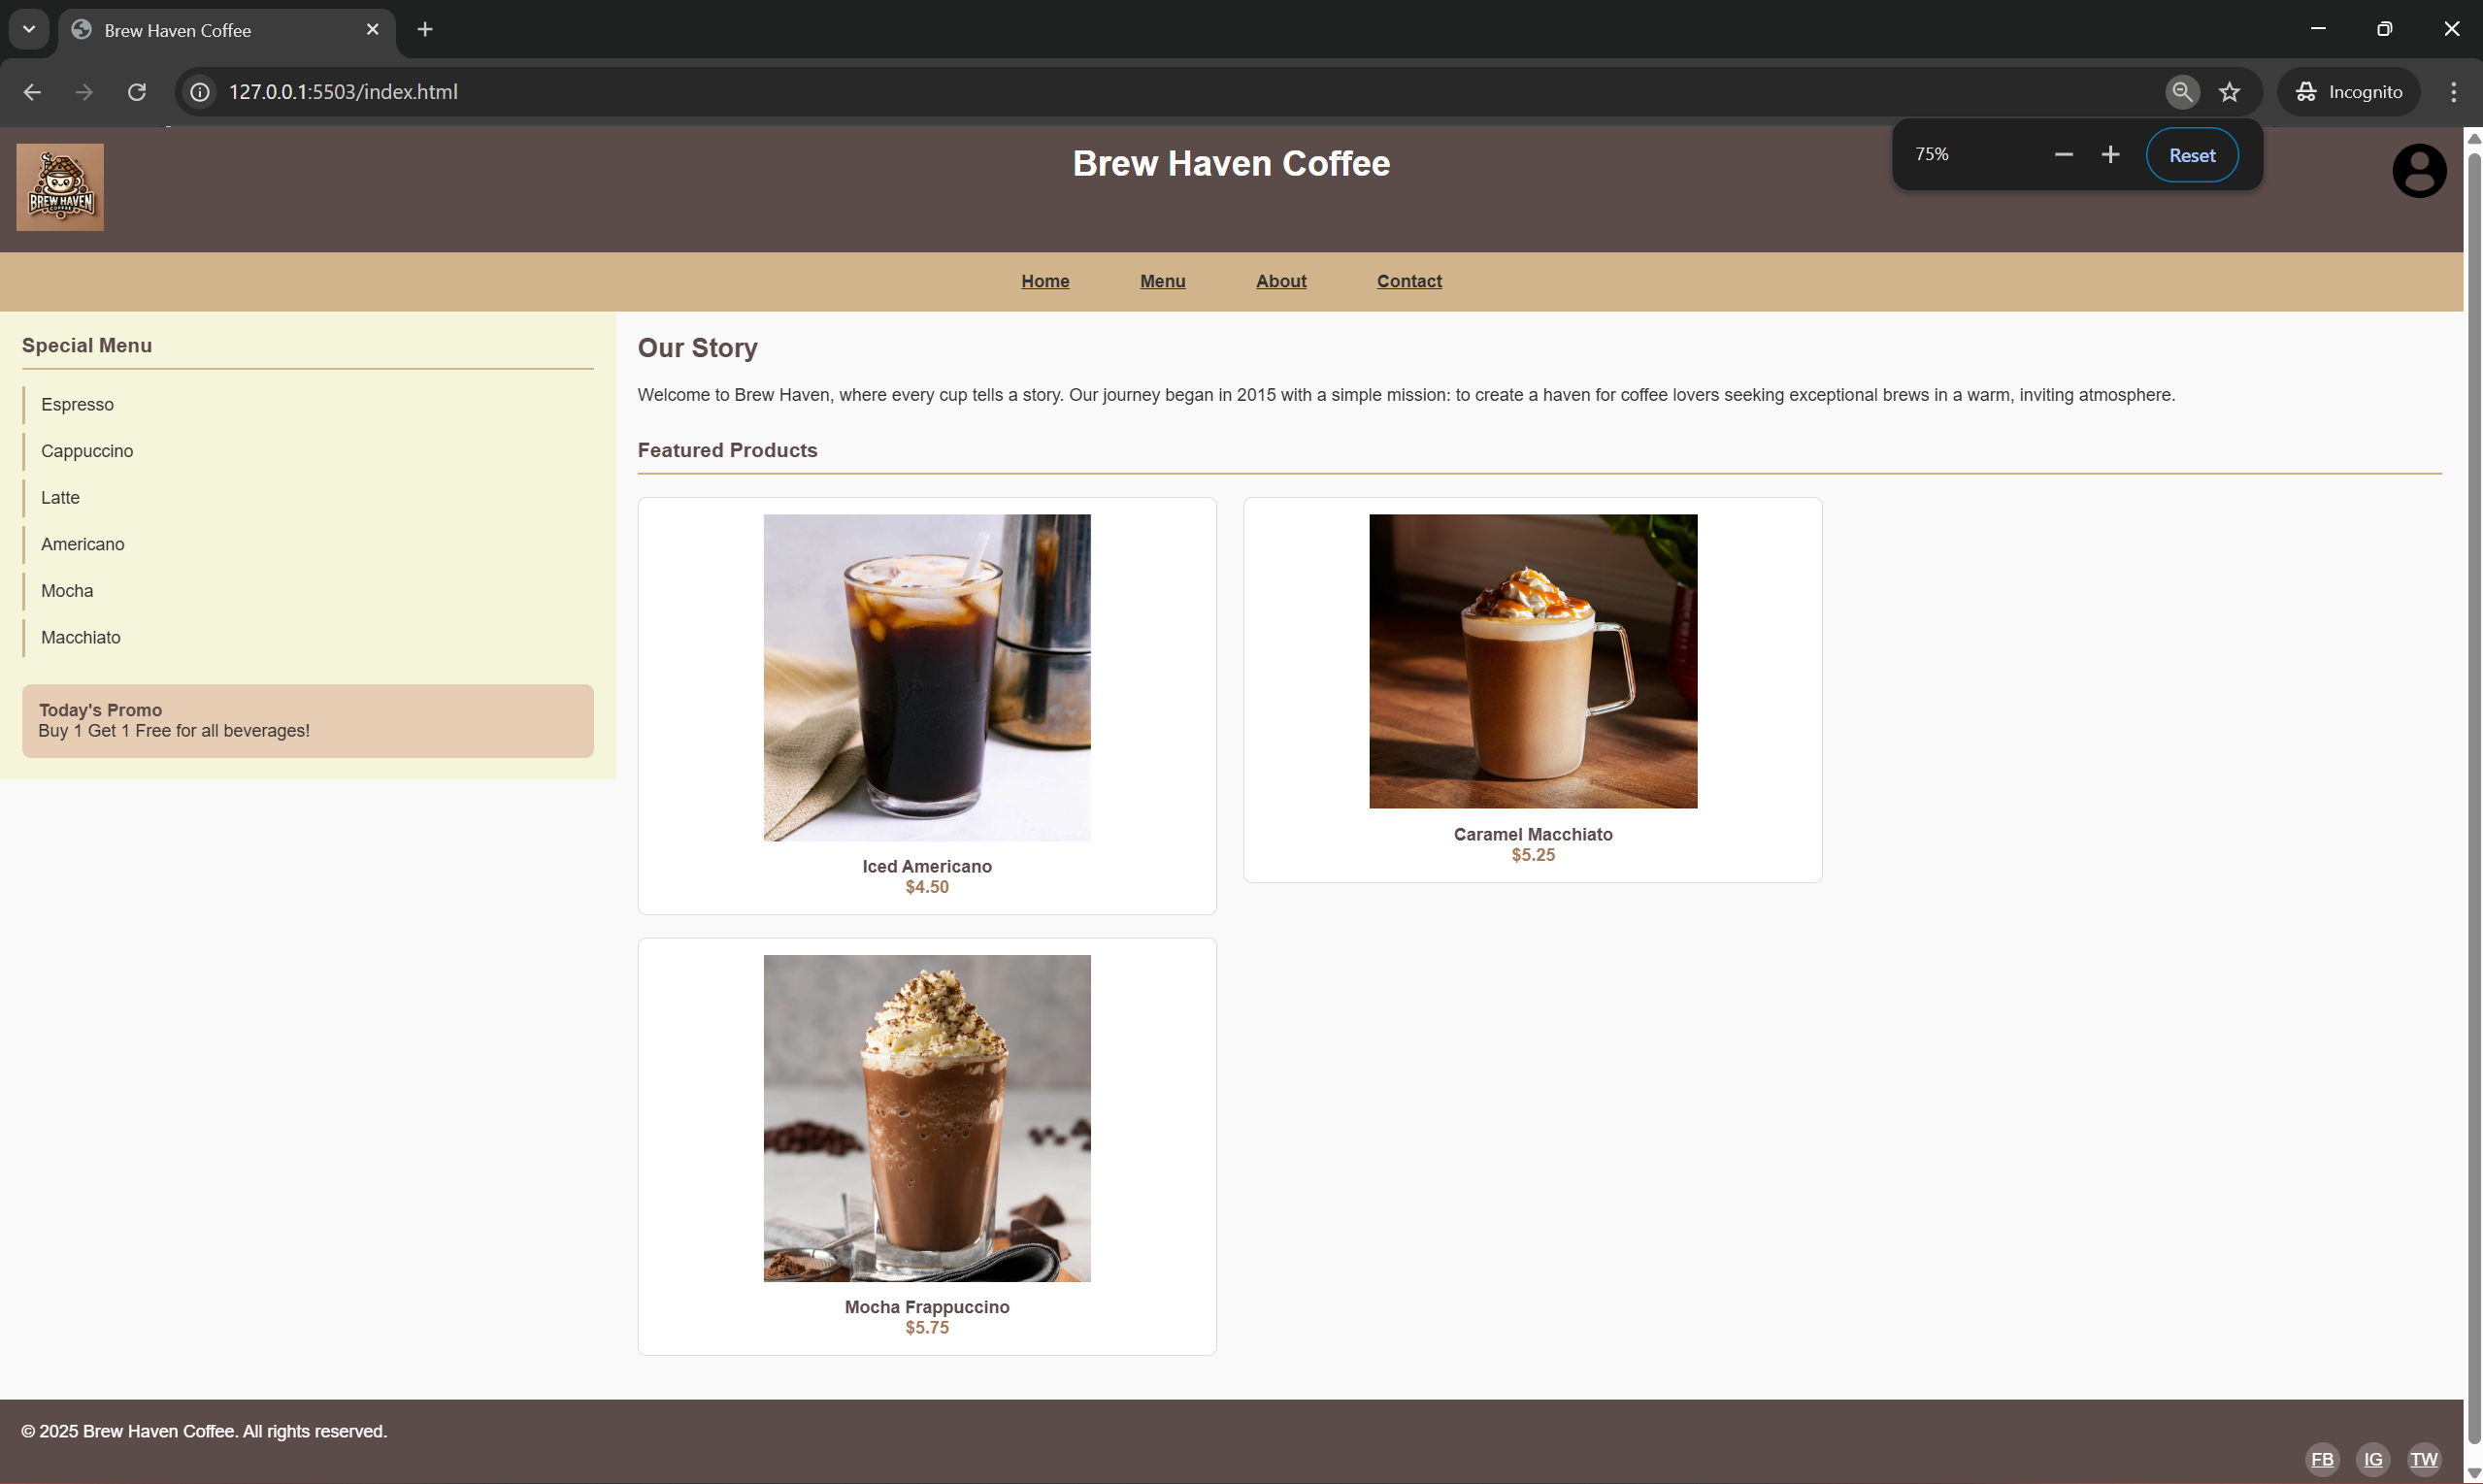 Brew Haven Coffee
127.0.0.1:5503/index.html
Incognito
75%
Reset
BREW HAVEN
COFFEE
Brew Haven Coffee
Home
Menu
About
Contact
Special Menu
Espresso
Cappuccino
Latte
Americano
Mocha
Macchiato
Today's Promo
Buy 1 Get 1 Free for all beverages!
Our Story
Welcome to Brew Haven, where every cup tells a story. Our journey began in 2015 with a simple mission: to create a haven for coffee lovers seeking exceptional brews in a warm, inviting atmosphere.
Featured Products
Iced Americano
$4.50
Caramel Macchiato
$5.25
Mocha Frappuccino
$5.75
© 2025 Brew Haven Coffee. All rights reserved.
FB
IG
TW